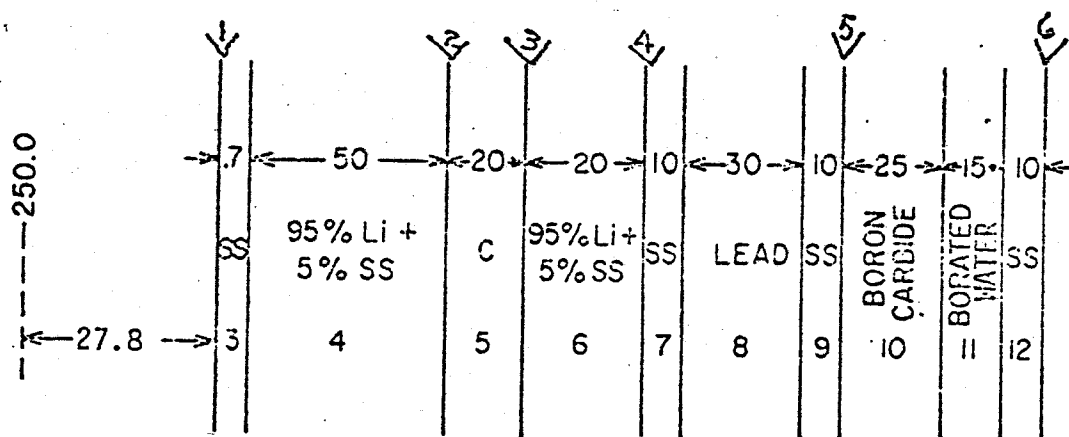 1 2 3 4 5 6
250.0
.7 50 20 20 10 30 10 25 15 10
SS
95% Li +
5% SS
C
95% Li +
5% SS
SS
LEAD
SS
BORON
CARBIDE
BORATED
WATER
SS
27.8 3 4 5 6 7 8 9 10 11 12